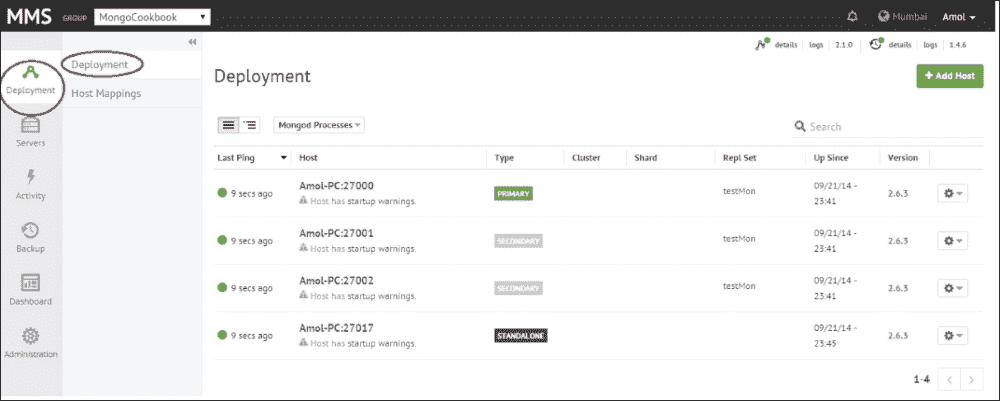 MMS GROUP MongoCookbook Mumbai Amol
details logs 2.1.0 details logs 1.4.6
Deployment
Servers
Activity
Backup
Dashboard
Administration
Deployment
Host Mappings
Deployment
+ Add Host
Mongod Processes
Search
Last Ping Host Type Cluster Shard Repl Set Up Since Version
9 secs ago Amol-PC:27000 PRIMARY testMon 09/21/14 - 2.6.3
Host has startup warnings. 23:41
9 secs ago Amol-PC:27001 SECONDARY testMon 09/21/14 - 2.6.3
Host has startup warnings. 23:41
9 secs ago Amol-PC:27002 SECONDARY testMon 09/21/14 - 2.6.3
Host has startup warnings. 23:41
9 secs ago Amol-PC:27017 STANDALONE 09/21/14 - 2.6.3
Host has startup warnings. 23:45
1-4